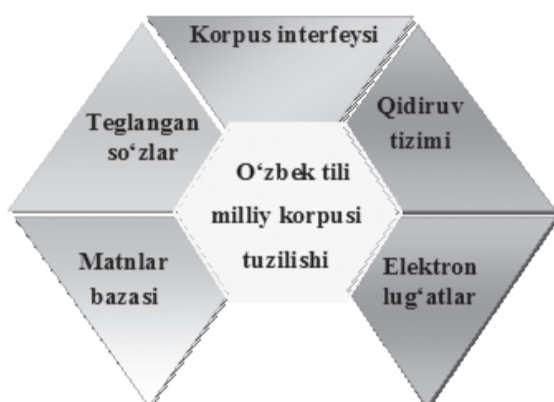 Korpus interfeysi
Teglangan
so‘zlar
Qidiruv
tizimi
O‘zbek tili
milliy korpusi
tuzilishi
Matnlar
bazasi
Elektron
lug‘atlar